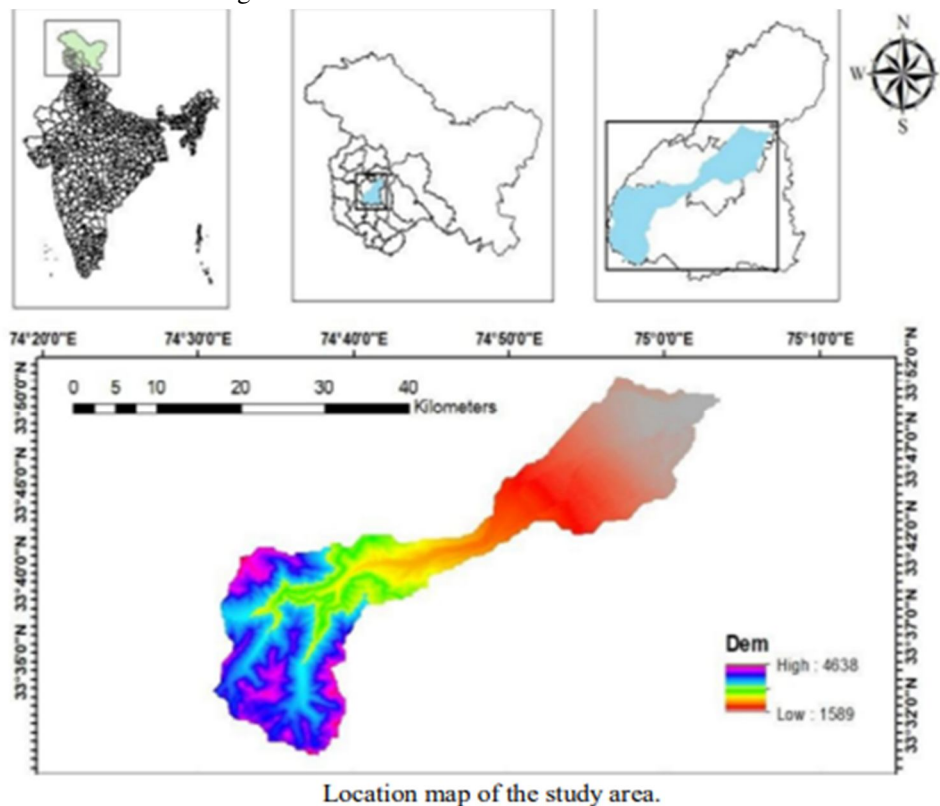 N
W
S
74°20'0"E 74°30'0"E 74°40'0"E 74°50'0"E 75°0'0"E 75°10'0"E
0 5 10 20 30 40
Kilometers
33°50'0"N
33°45'0"N
33°40'0"N
33°35'0"N
33°52'0"N
33°47'0"N
33°42'0"N
33°37'0"N
33°32'0"N
Dem
High : 4638
Low : 1589
Location map of the study area.